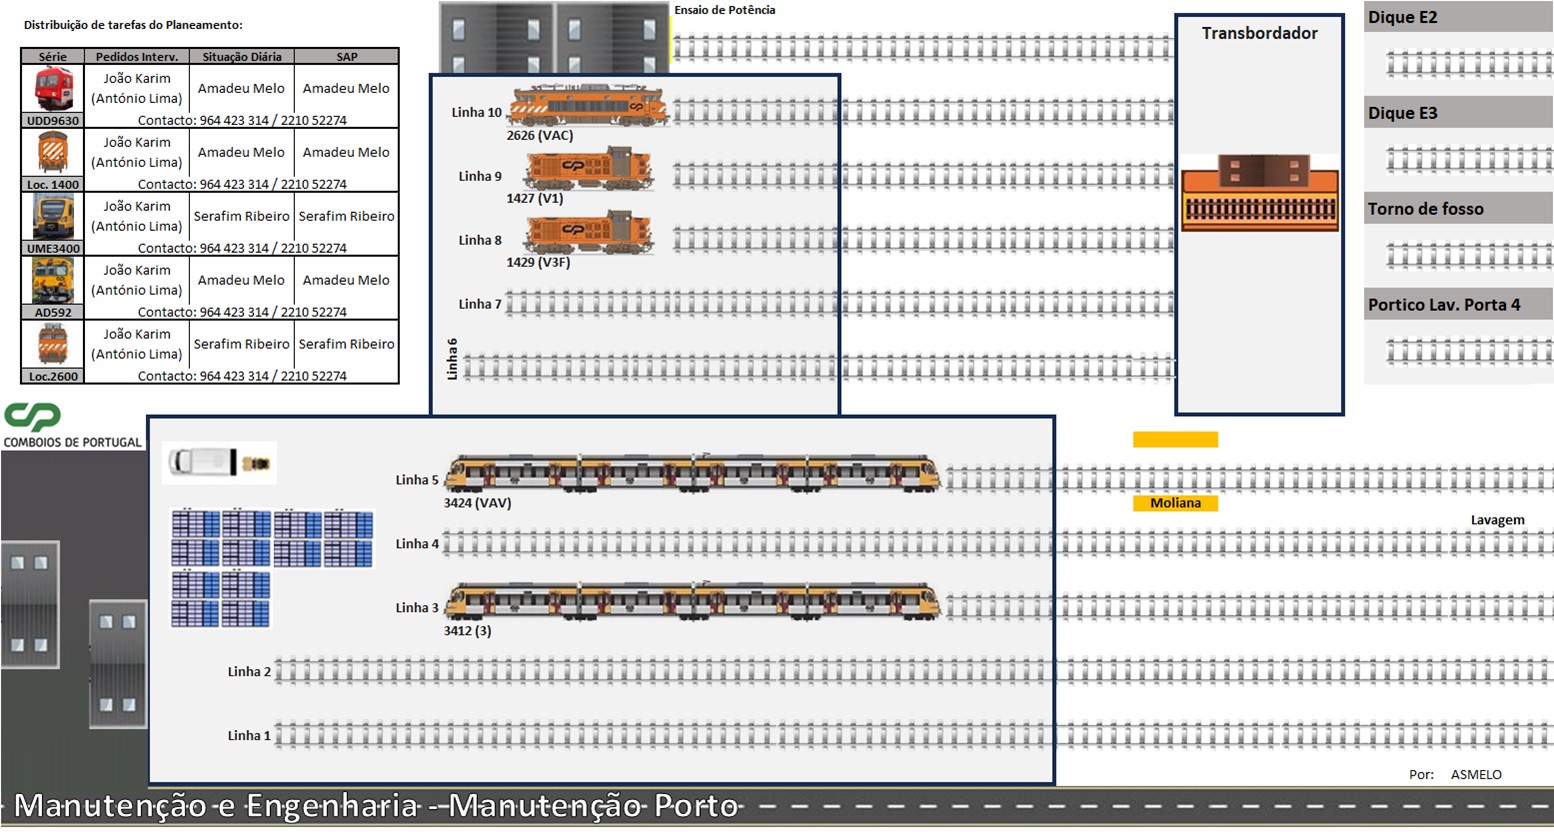 Distribuição de tarefas do Planeamento:
Série Pedidos Interv. Situação Diária SAP
João Karim
(António Lima) Amadeu Melo Amadeu Melo
UDD9630 Contacto: 964 423 314 / 2210 52274
João Karim
(António Lima) Amadeu Melo Amadeu Melo
Loc. 1400 Contacto: 964 423 314 / 2210 52274
João Karim
(António Lima) Serafim Ribeiro Serafim Ribeiro
UME3400 Contacto: 964 423 314 / 2210 52274
João Karim
(António Lima) Amadeu Melo Amadeu Melo
AD592 Contacto: 964 423 314 / 2210 52274
João Karim
(António Lima) Serafim Ribeiro Serafim Ribeiro
Loc.2600 Contacto: 964 423 314 / 2210 52274
CP
COMBOIOS DE PORTUGAL
Ensaio de Potência
Linha 10
2626 (VAC)
Linha 9
1427 (V1)
Linha 8
1429 (V3F)
Linha 7
Linha 6
Transbordador
Dique E2
Dique E3
Torno de fosso
Portico Lav. Porta 4
Linha 5
3424 (VAV)
Moliana
Lavagem
Linha 4
Linha 3
3412 (3)
Linha 2
Linha 1
Por: ASMELO
Manutenção e Engenharia - Manutenção Porto